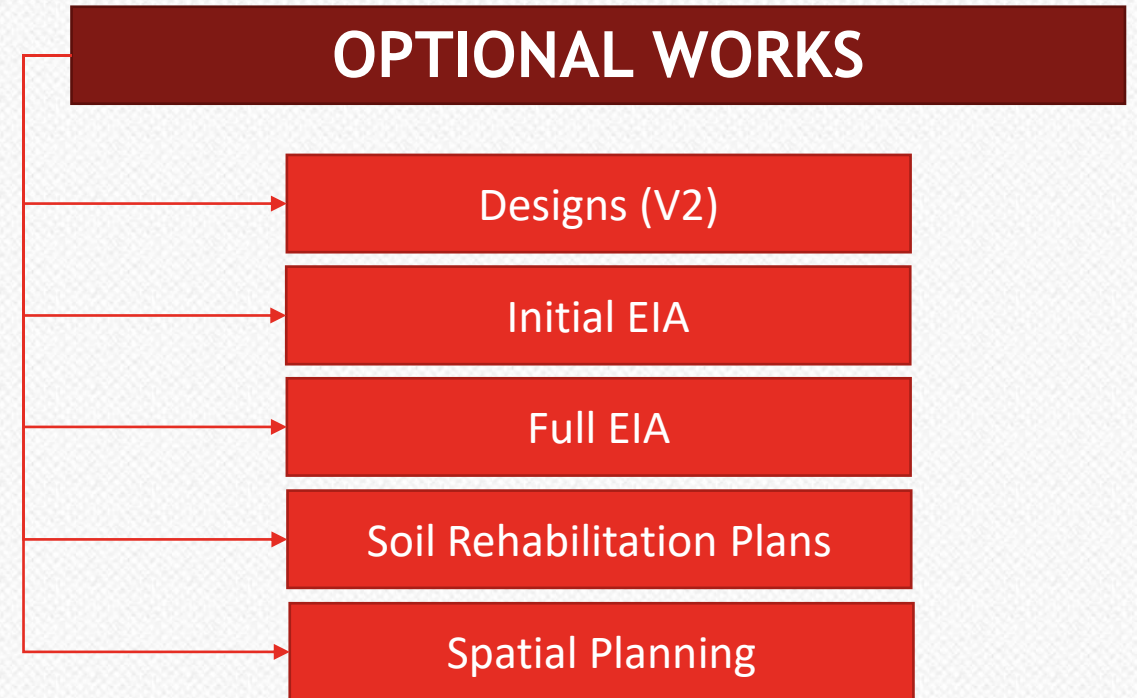 OPTIONAL WORKS
Designs (V2)
Initial EIA
Full EIA
Soil Rehabilitation Plans
Spatial Planning